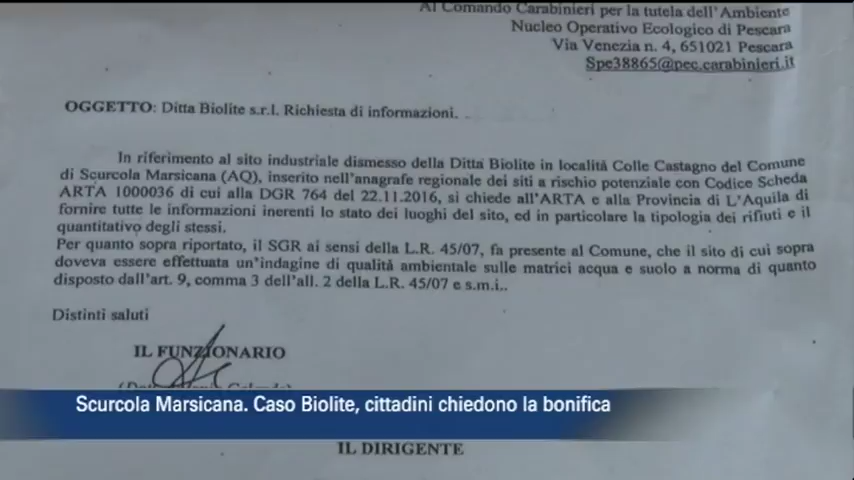 Al Comando Carabinieri per la tutela dell'Ambiente
Nucleo Operativo Ecologico di Pescara
Via Venezia n. 4, 651021 Pescara
Spe38865@pec.carabinieri.it
OGGETTO: Ditta Biolite s.r.l. Richiesta di informazioni.
In riferimento al sito industriale dismesso della Ditta Biolite in località Colle Castagno del Comune
di Scurcola Marsicana (AQ), inserito nell'anagrafe regionale dei siti a rischio potenziale con Codice Scheda
ARTA 1000036 di cui alla DGR 764 del 22.11.2016, si chiede all'ARTA e alla Provincia di L'Aquila di
fornire tutte le informazioni inerenti lo stato dei luoghi del sito, ed in particolare la tipologia dei rifiuti e il
quantitativo degli stessi.
Per quanto sopra riportato, il SGR ai sensi della L.R. 45/07, fa presente al Comune, che il sito di cui sopra
doveva essere effettuata un'indagine di qualità ambientale sulle matrici acqua e suolo a norma di quanto
disposto dall'art. 9, comma 3 dell'all. 2 della L.R. 45/07 e s.m.i..
Distinti saluti
IL FUNZIONARIO
Scurcola Marsicana. Caso Biolite, cittadini chiedono la bonifica
IL DIRIGENTE